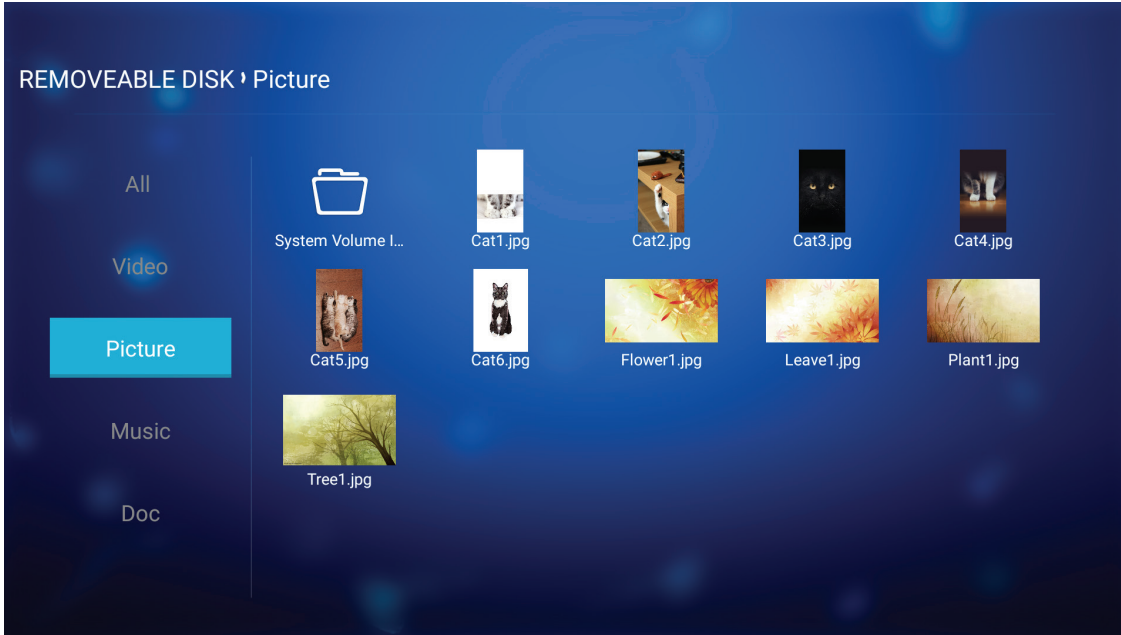 REMOVEABLE DISK › Picture
All
Video
Picture
Music
Doc
System Volume I...
Cat1.jpg
Cat2.jpg
Cat3.jpg
Cat4.jpg
Cat5.jpg
Cat6.jpg
Flower1.jpg
Leave1.jpg
Plant1.jpg
Tree1.jpg